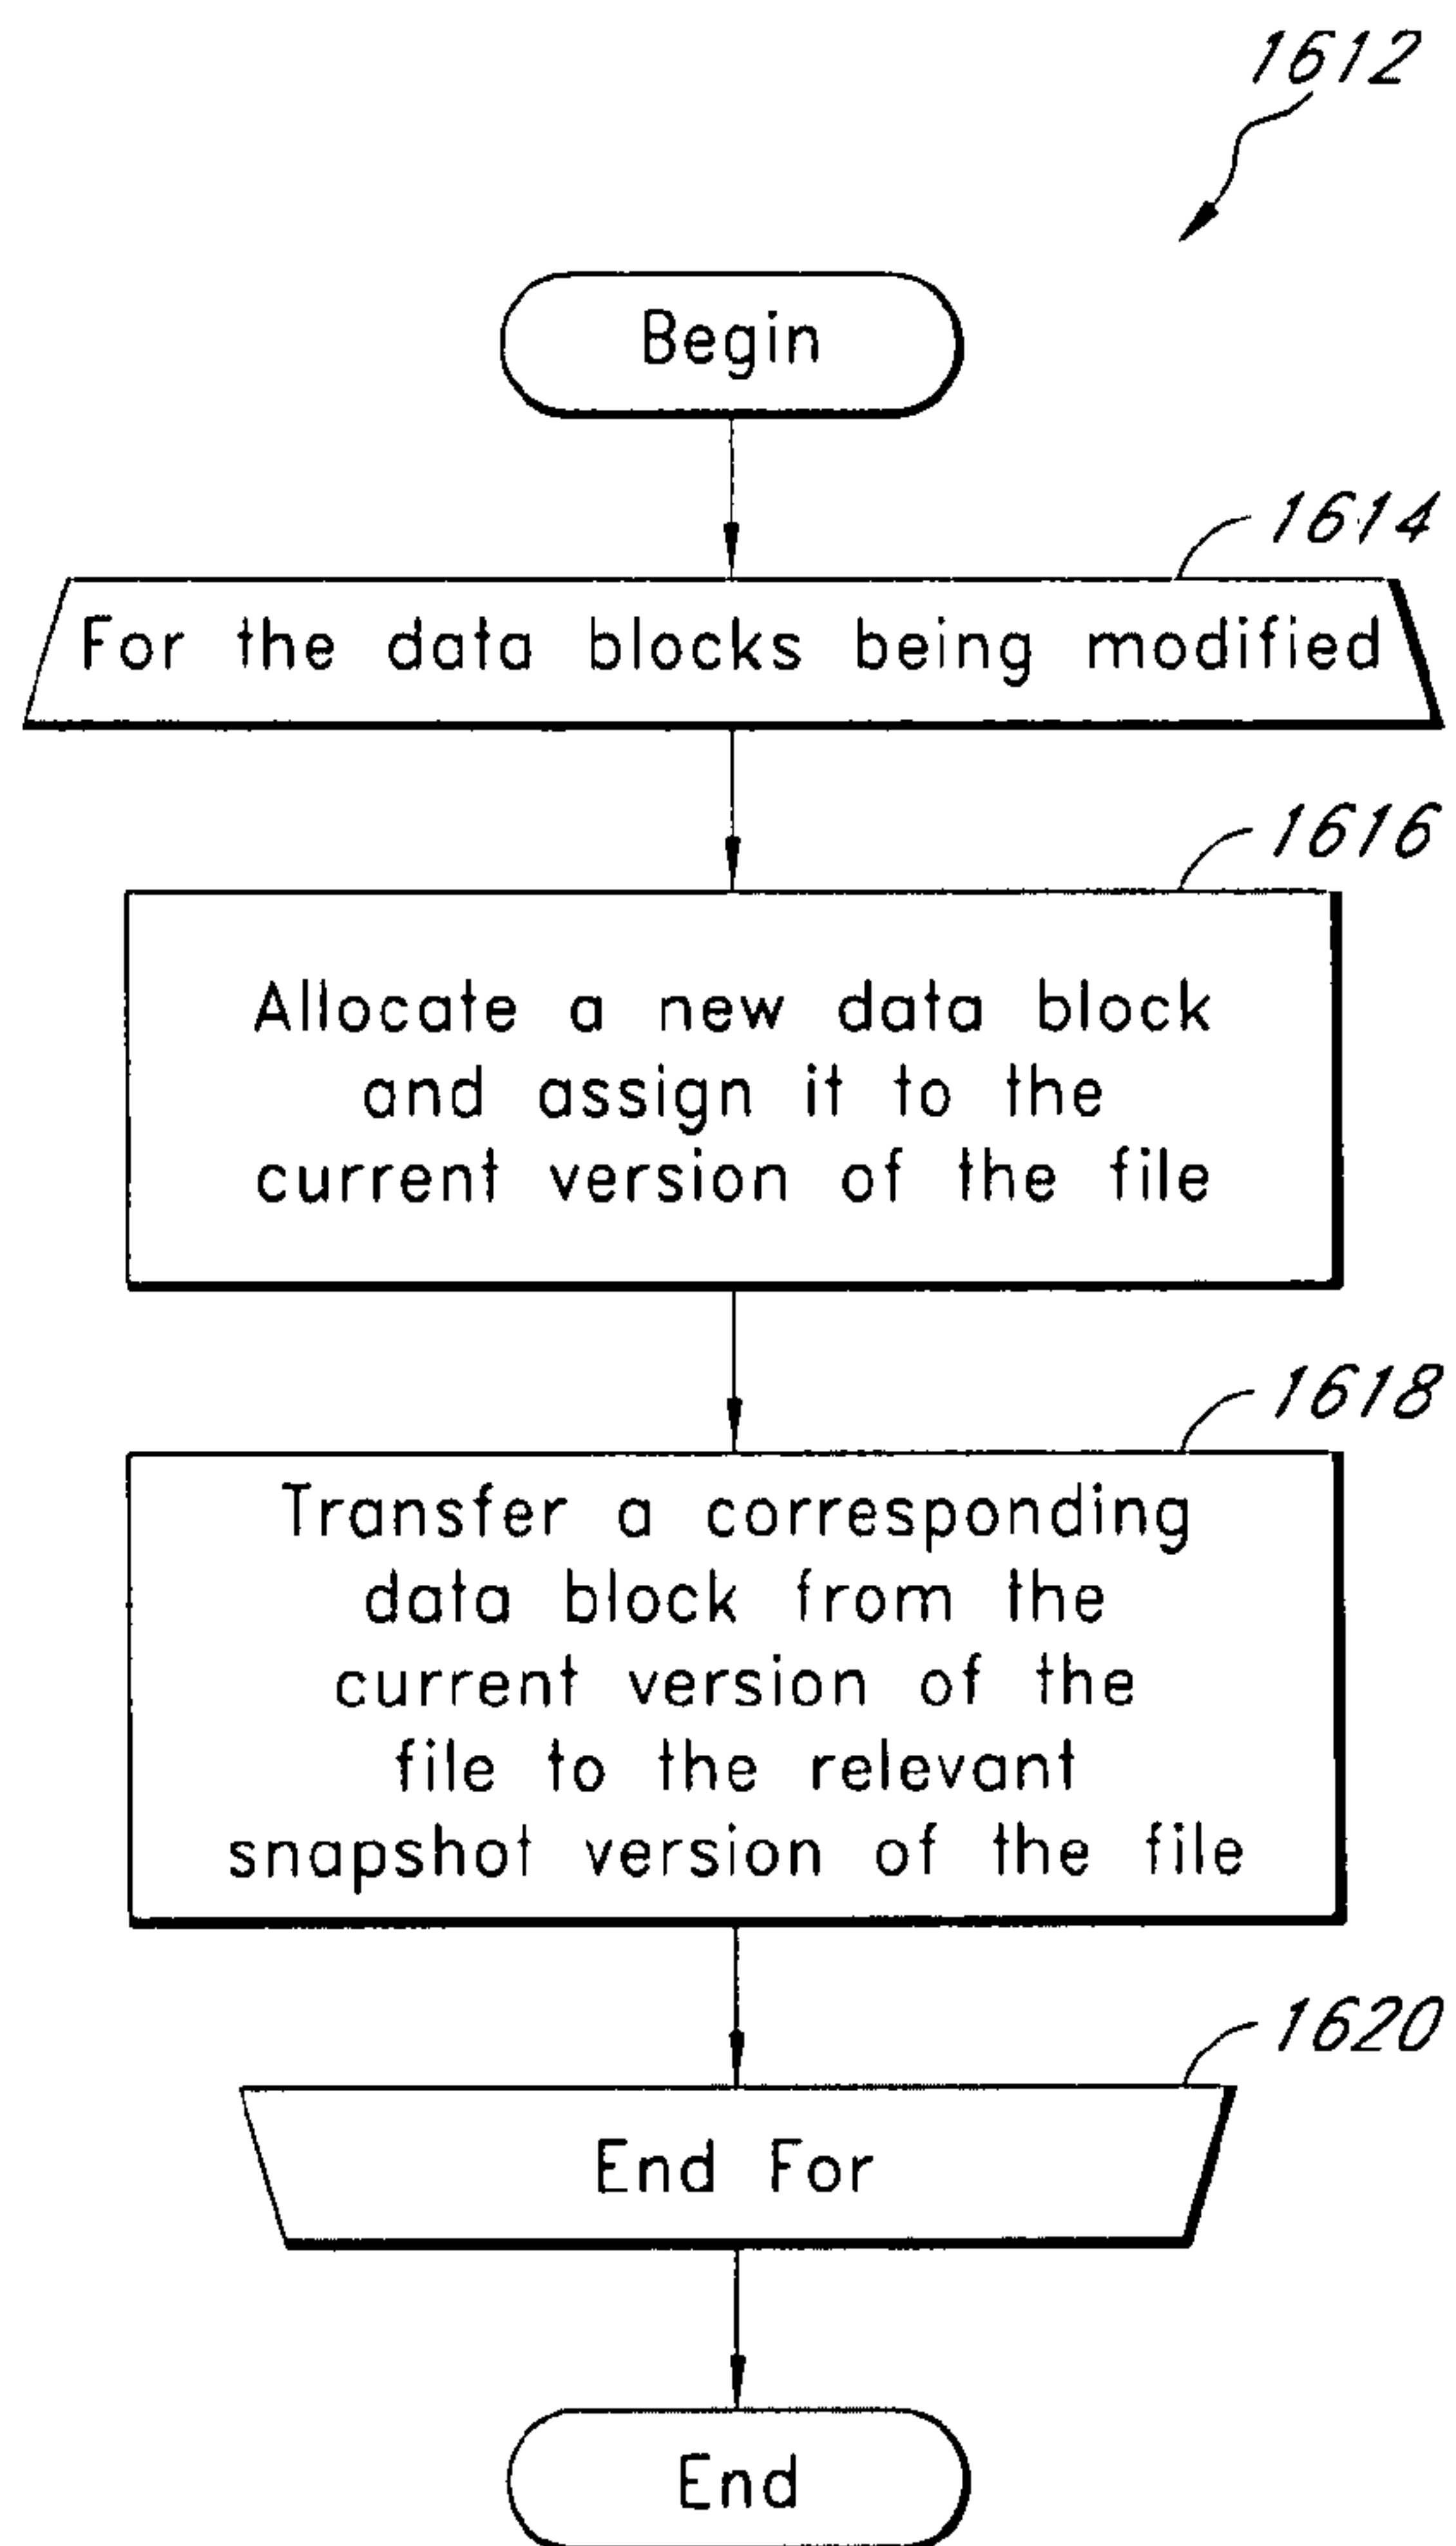 1612
Begin
1614
For the data blocks being modified
1616
Allocate a new data block
and assign it to the
current version of the file
1618
Transfer a corresponding
data block from the
current version of the
file to the relevant
snapshot version of the file
1620
End For
End